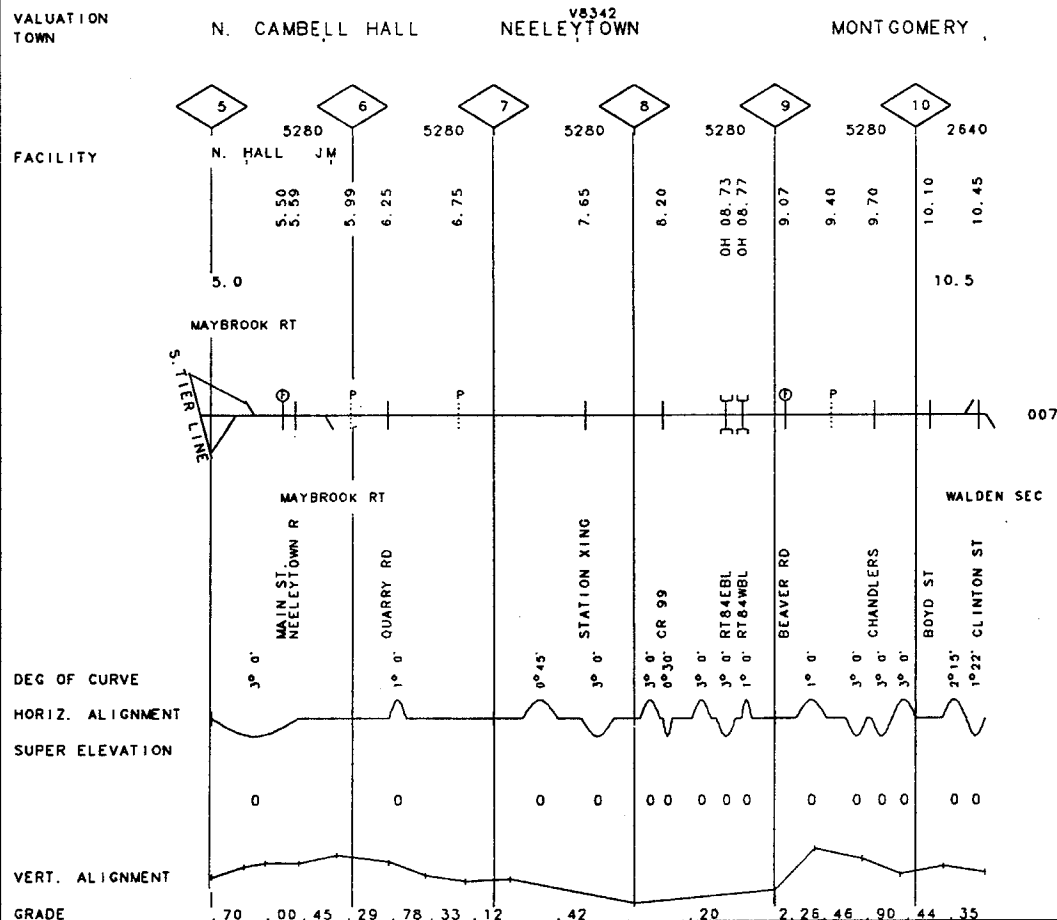 VALUATION V8342
TOWN N. CAMBELL HALL NEELEYTOWN MONTGOMERY
5 6 7 8 9 10
5280 5280 5280 5280 5280 2640
FACILITY N. HALL JM
5.50 5.59 5.99 6.25 6.75 7.65 8.20 OH 08.73 OH 08.77 9.07 9.40 9.70 10.10 10.45
5.0 10.5
MAYBROOK RT
S. TIER LINE
P P P P P
007
MAYBROOK RT WALDEN SEC
MAIN ST. NEELEYTOWN R QUARRY RD STATION XING CR 99 RT84EBL RT84WBL BEAVER RD CHANDLERS BOYD ST CLINTON ST
DEG OF CURVE 3° 0' 1° 0' 0°45' 3° 0' 3° 0' 0°30' 3° 0' 3° 0' 1° 0' 1° 0' 3° 0' 3° 0' 3° 0' 2°15' 1°22'
HORIZ. ALIGNMENT
SUPER ELEVATION
0 0 0 0 0 0 0 0 0 0 0 0 0 0 0
VERT. ALIGNMENT
GRADE .70 .00 .45 .29 .78 .33 .12 .42 .20 2.26 .46 .90 .44 .35